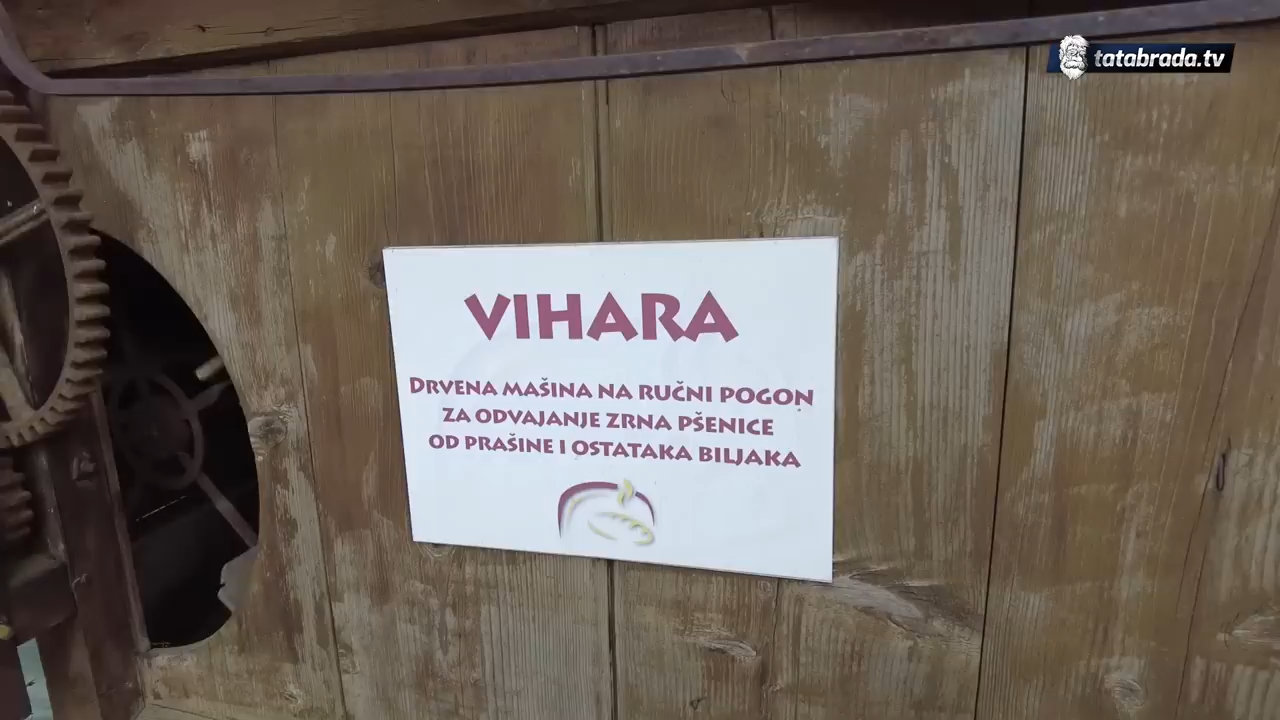 tatabrada.tv
VIHARA
DRVENA MAŠINA NA RUČNI POGON
ZA ODVAJANJE ZRNA PŠENICE
OD PRAŠINE I OSTATAKA BILJAKA